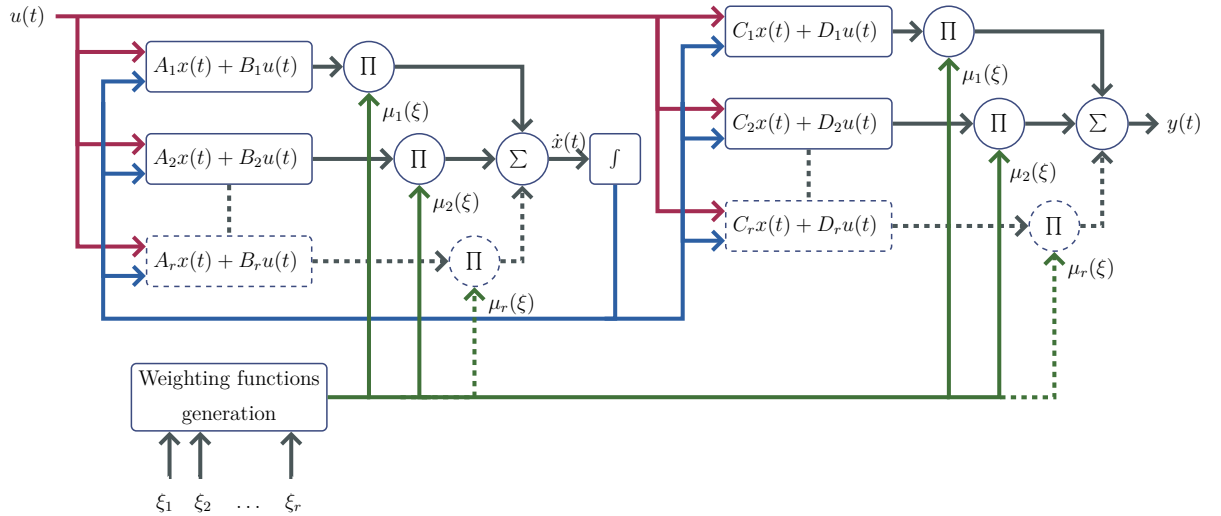 u(t)
A₁x(t) + B₁u(t)
∏
μ₁(ξ)
A₂x(t) + B₂u(t)
∏
μ₂(ξ)
∑
ẋ(t)
∫
Aᵣx(t) + Bᵣu(t)
∏
μᵣ(ξ)
C₁x(t) + D₁u(t)
∏
μ₁(ξ)
C₂x(t) + D₂u(t)
∏
μ₂(ξ)
∑
y(t)
Cᵣx(t) + Dᵣu(t)
∏
μᵣ(ξ)
Weighting functions
generation
ξ₁ ξ₂ ... ξᵣ